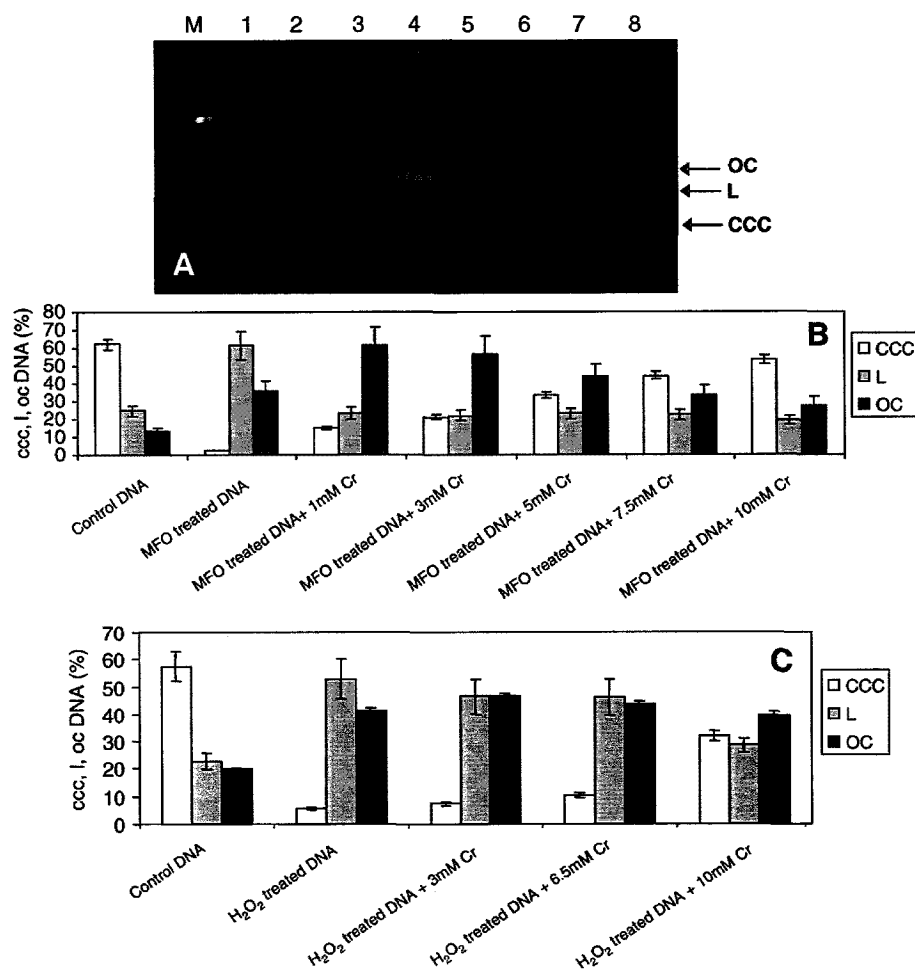 M 1 2 3 4 5 6 7 8
OC
L
CCC
A
ccc, l, oc DNA (%)
80
70
60
50
40
30
20
10
0
B
CCC
L
OC
Control DNA
MFO treated DNA
MFO treated DNA+ 1mM Cr
MFO treated DNA+ 3mM Cr
MFO treated DNA+ 5mM Cr
MFO treated DNA+ 7.5mM Cr
MFO treated DNA+ 10mM Cr
ccc, l, oc DNA (%)
70
60
50
40
30
20
10
0
C
CCC
L
OC
Control DNA
H₂O₂ treated DNA
H₂O₂ treated DNA + 3mM Cr
H₂O₂ treated DNA + 6.5mM Cr
H₂O₂ treated DNA + 10mM Cr